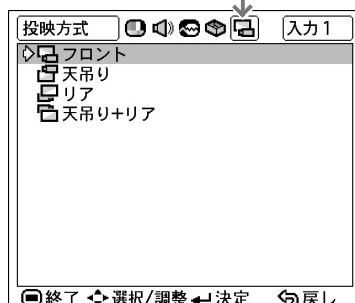 投映方式 入力1
フロント
天吊り
リア
天吊り+リア
終了 選択/調整 決定 戻し